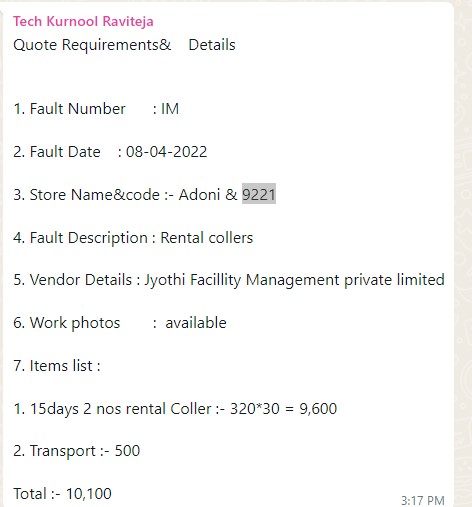 Tech Kurnool Raviteja
Quote Requirements& Details
1. Fault Number : IM
2. Fault Date : 08-04-2022
3. Store Name&code :- Adoni & 9221
4. Fault Description : Rental collers
5. Vendor Details : Jyothi Facillity Management private limited
6. Work photos : available
7. Items list :
1. 15days 2 nos rental Coller :- 320*30 = 9,600
2. Transport :- 500
Total :- 10,100
3:17 PM